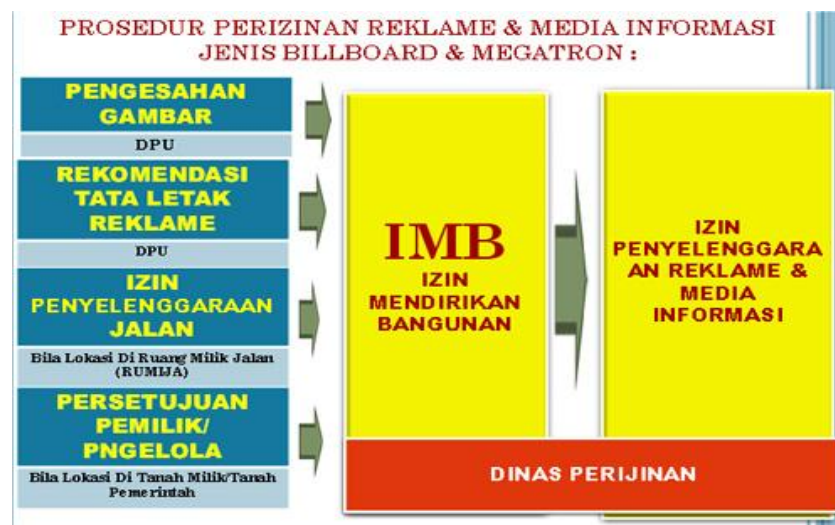 PROSEDUR PERIZINAN REKLAME & MEDIA INFORMASI
JENIS BILLBOARD & MEGATRON :
PENGESAHAN
GAMBAR
DPU
REKOMENDASI
TATA LETAK
REKLAME
DPU
IZIN
PENYELENGGARAAN
JALAN
Bila Lokasi Di Ruang Milik Jalan
(RUMIJA)
PERSETUJUAN
PEMILIK/
PNGELOLA
Bila Lokasi Di Tanah Milik/Tanah
Pemerintah
IMB
IZIN
MENDIRIKAN
BANGUNAN
IZIN
PENYELENGGARA
AN REKLAME &
MEDIA
INFORMASI
DINAS PERIJINAN